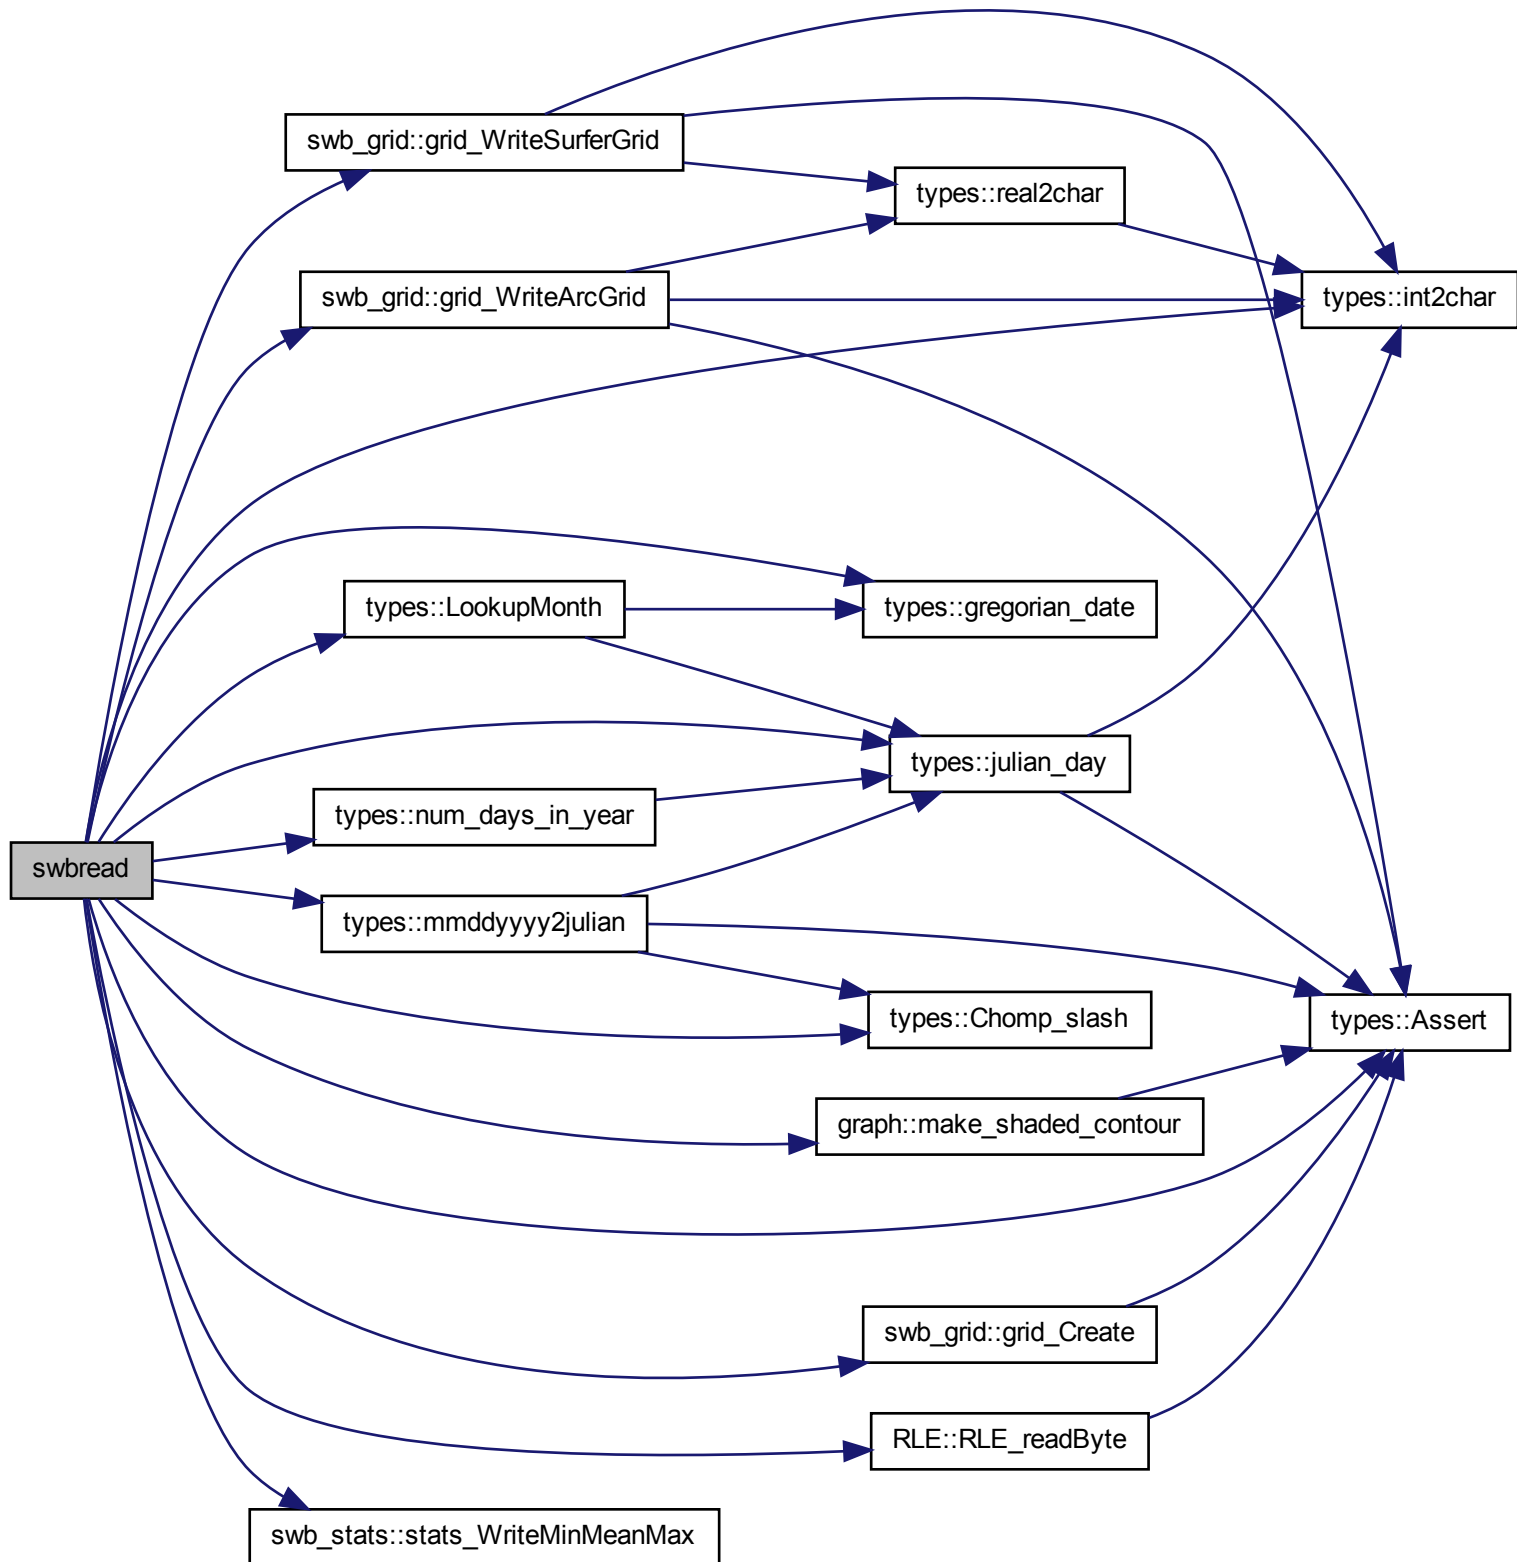 swb_grid::grid_WriteSurferGrid
types::real2char
swb_grid::grid_WriteArcGrid
types::int2char
types::LookupMonth
types::gregorian_date
types::julian_day
types::num_days_in_year
swbread
types::mmddyyyy2julian
types::Chomp_slash
types::Assert
graph::make_shaded_contour
swb_grid::grid_Create
RLE::RLE_readByte
swb_stats::stats_WriteMinMeanMax